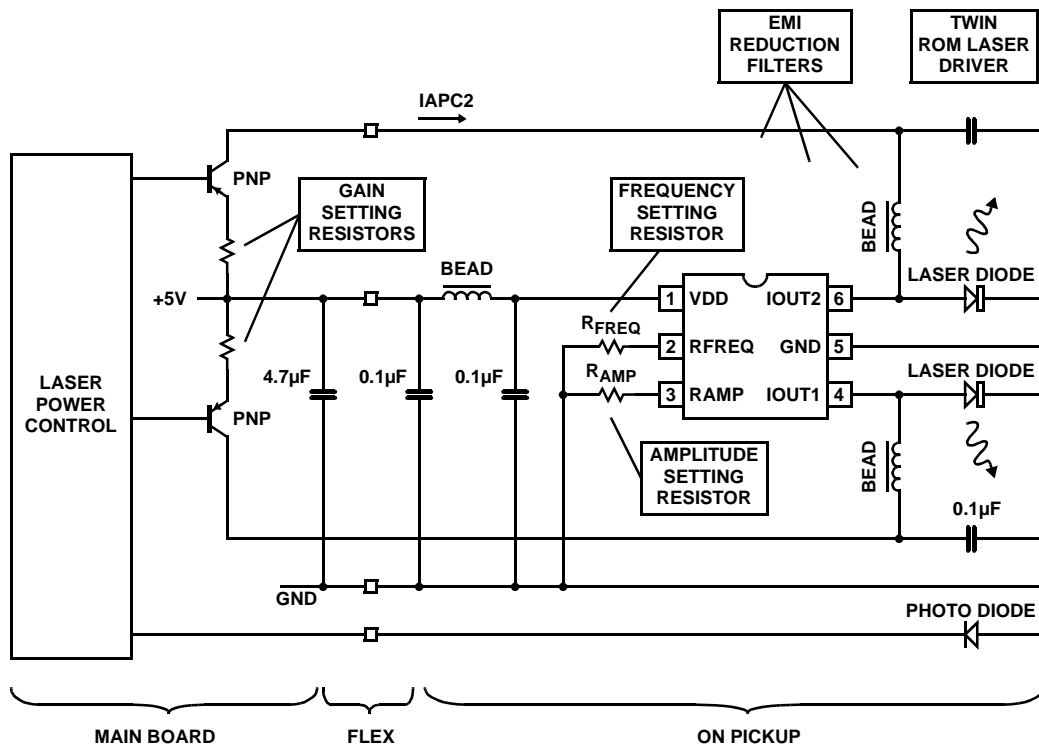 EMI
REDUCTION
FILTERS
TWIN
ROM LASER
DRIVER
IAPC2
PNP
GAIN
SETTING
RESISTORS
FREQUENCY
SETTING
RESISTOR
BEAD
BEAD
LASER DIODE
+5V
1 VDD IOUT2 6
RFREQ
2 RFREQ GND 5
LASER DIODE
RAMP
3 RAMP IOUT1 4
4.7µF
0.1µF
0.1µF
LASER
POWER
CONTROL
PNP
AMPLITUDE
SETTING
RESISTOR
BEAD
0.1µF
GND
PHOTO DIODE
MAIN BOARD
FLEX
ON PICKUP